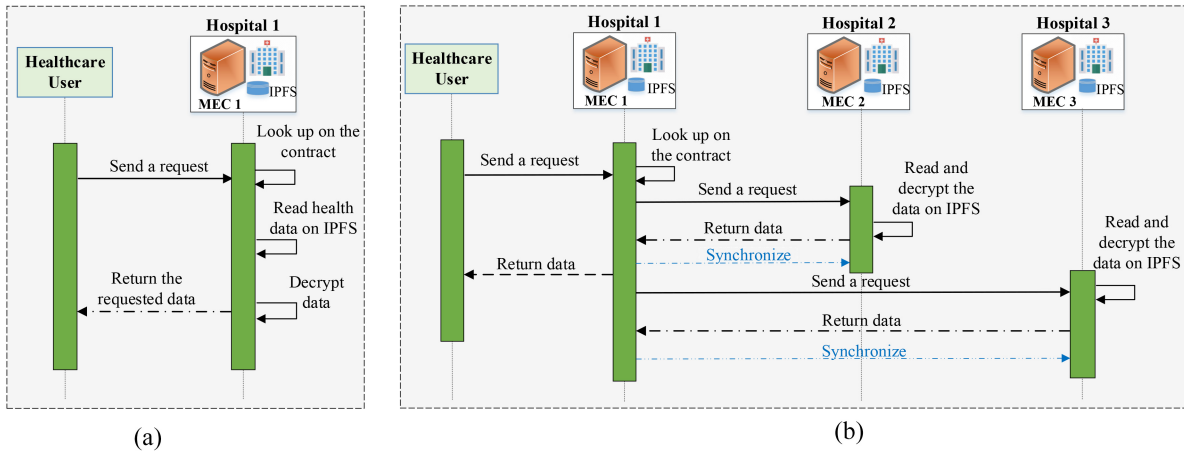 Healthcare
User
Hospital 1
IPFS
MEC 1
Look up on the
contract
Send a request
Read health
data on IPFS
Return the
requested data
Decrypt
data
(a)
Healthcare
User
Hospital 1
IPFS
MEC 1
Hospital 2
IPFS
MEC 2
Hospital 3
IPFS
MEC 3
Send a request
Look up on
the contract
Send a request
Read and
decrypt the
data on IPFS
Return data
Synchronize
Return data
Send a request
Read and
decrypt the
data on IPFS
Return data
Synchronize
(b)